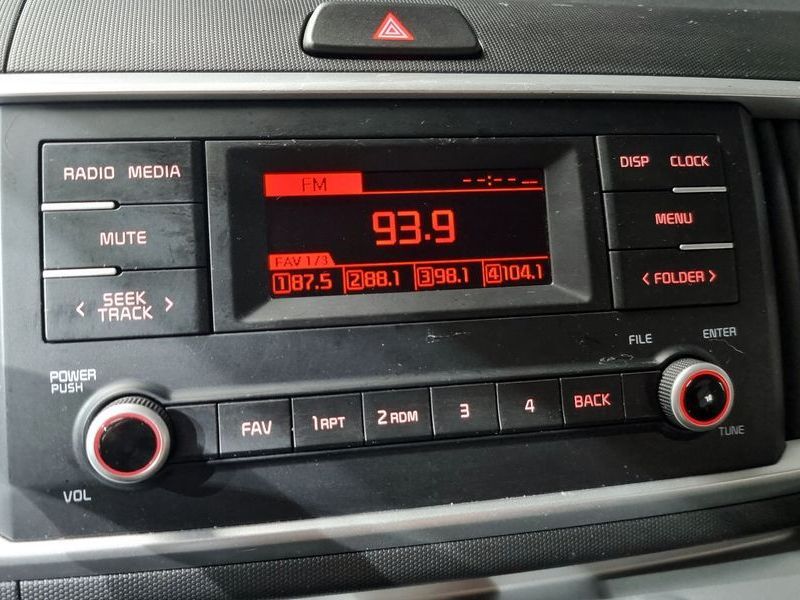 RADIO MEDIA
MUTE
< SEEK >
TRACK
FM --:-- --
93.9
FAV 1/3
1 87.5 2 88.1 3 98.1 4 104.1
DISP CLOCK
MENU
< FOLDER >
POWER
PUSH
VOL
FAV 1 RPT 2 RDM 3 4 BACK
FILE
ENTER
TUNE